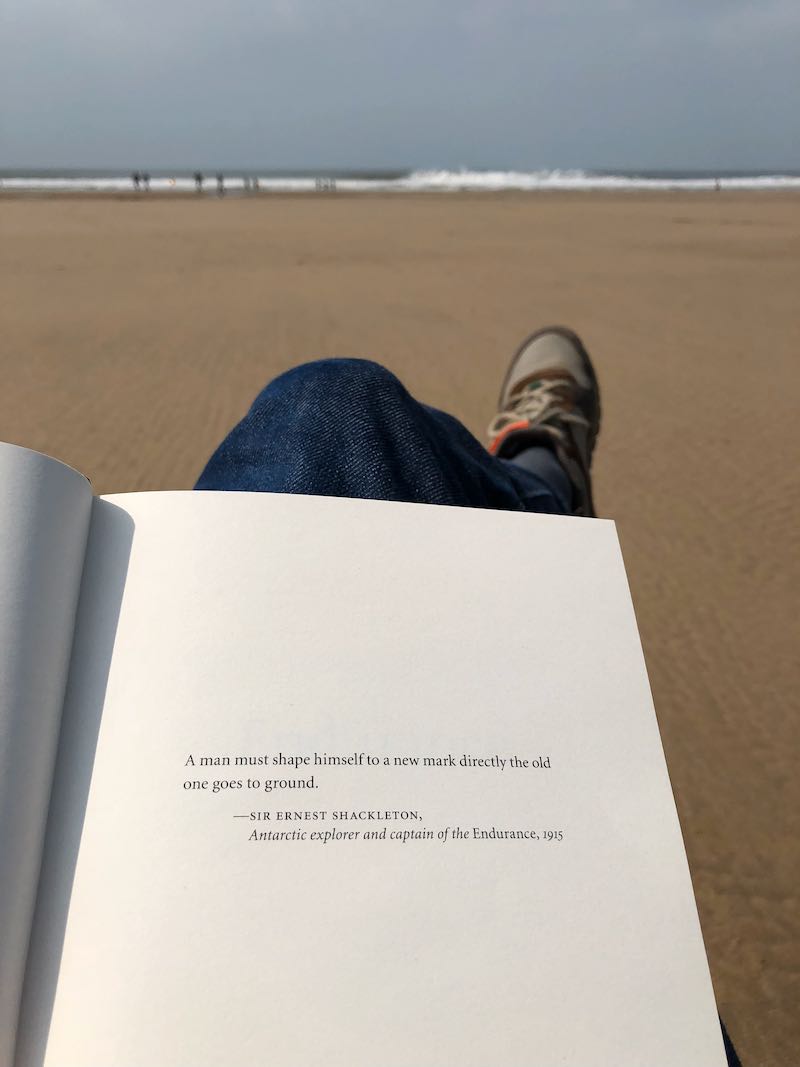 A man must shape himself to a new mark directly the old
one goes to ground.
—SIR ERNEST SHACKLETON,
Antarctic explorer and captain of the Endurance, 1915